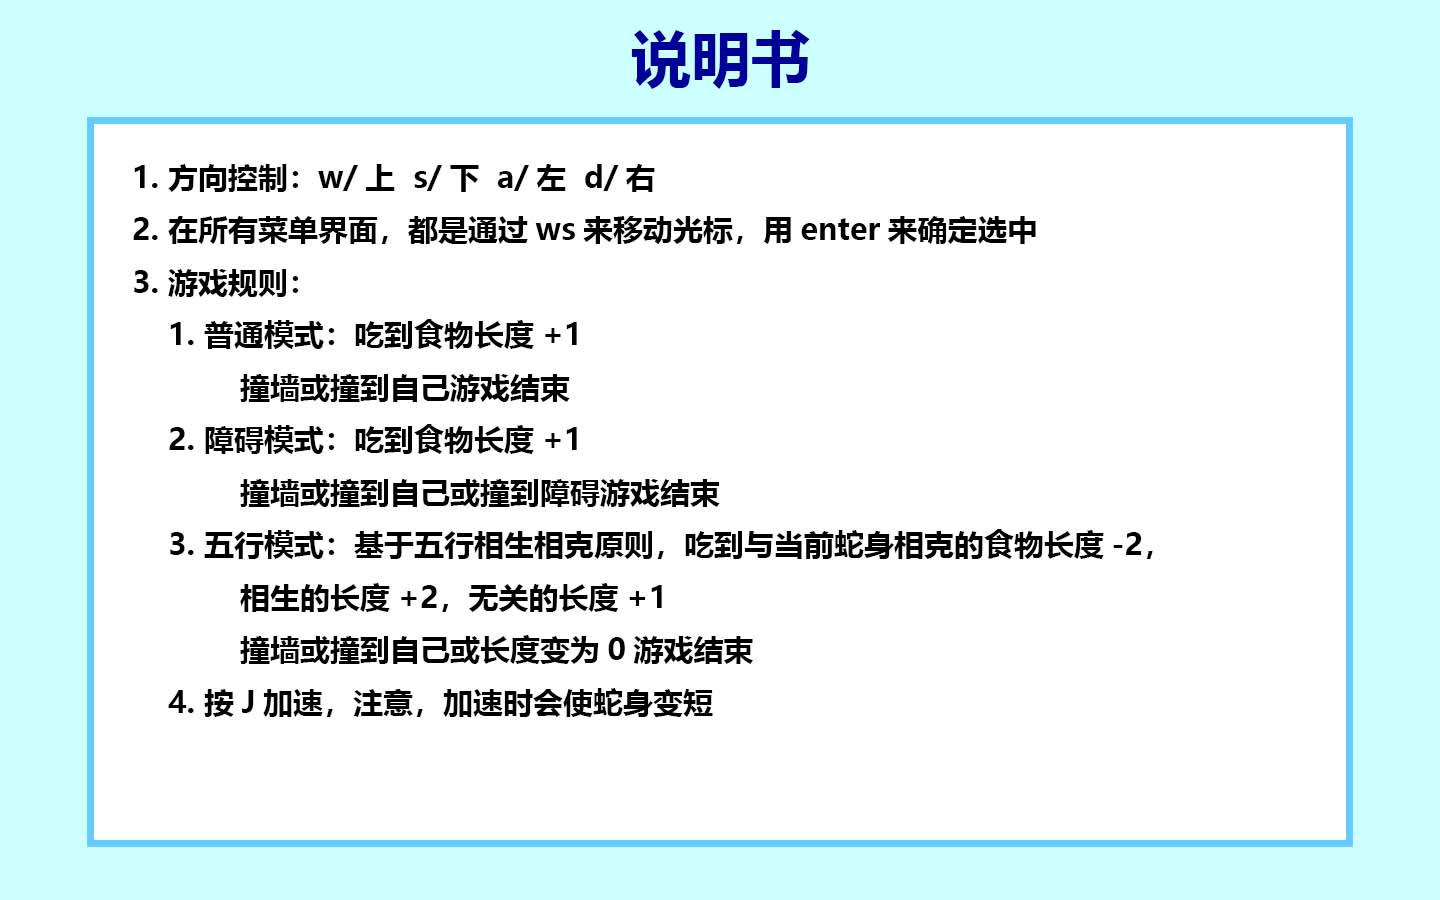 说明书
1. 方向控制：w/ 上  s/ 下  a/ 左  d/ 右
2. 在所有菜单界面，都是通过 ws 来移动光标，用 enter 来确定选中
3. 游戏规则：
1. 普通模式：吃到食物长度 +1
撞墙或撞到自己游戏结束
2. 障碍模式：吃到食物长度 +1
撞墙或撞到自己或撞到障碍游戏结束
3. 五行模式：基于五行相生相克原则，吃到与当前蛇身相克的食物长度 -2，
相生的长度 +2，无关的长度 +1
撞墙或撞到自己或长度变为 0 游戏结束
4. 按 J 加速，注意，加速时会使蛇身变短